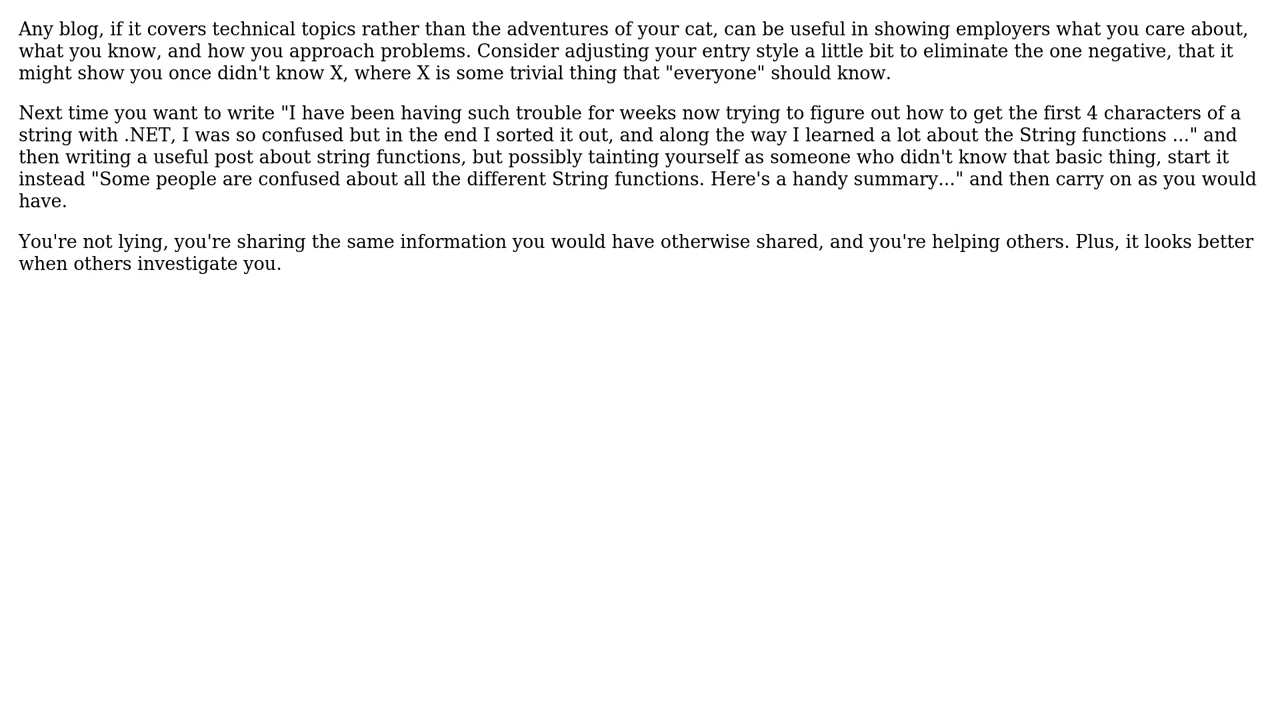 Any blog, if it covers technical topics rather than the adventures of your cat, can be useful in showing employers what you care about,
what you know, and how you approach problems. Consider adjusting your entry style a little bit to eliminate the one negative, that it
might show you once didn't know X, where X is some trivial thing that "everyone" should know.
Next time you want to write "I have been having such trouble for weeks now trying to figure out how to get the first 4 characters of a
string with .NET, I was so confused but in the end I sorted it out, and along the way I learned a lot about the String functions ..." and
then writing a useful post about string functions, but possibly tainting yourself as someone who didn't know that basic thing, start it
instead "Some people are confused about all the different String functions. Here's a handy summary..." and then carry on as you would
have.
You're not lying, you're sharing the same information you would have otherwise shared, and you're helping others. Plus, it looks better
when others investigate you.